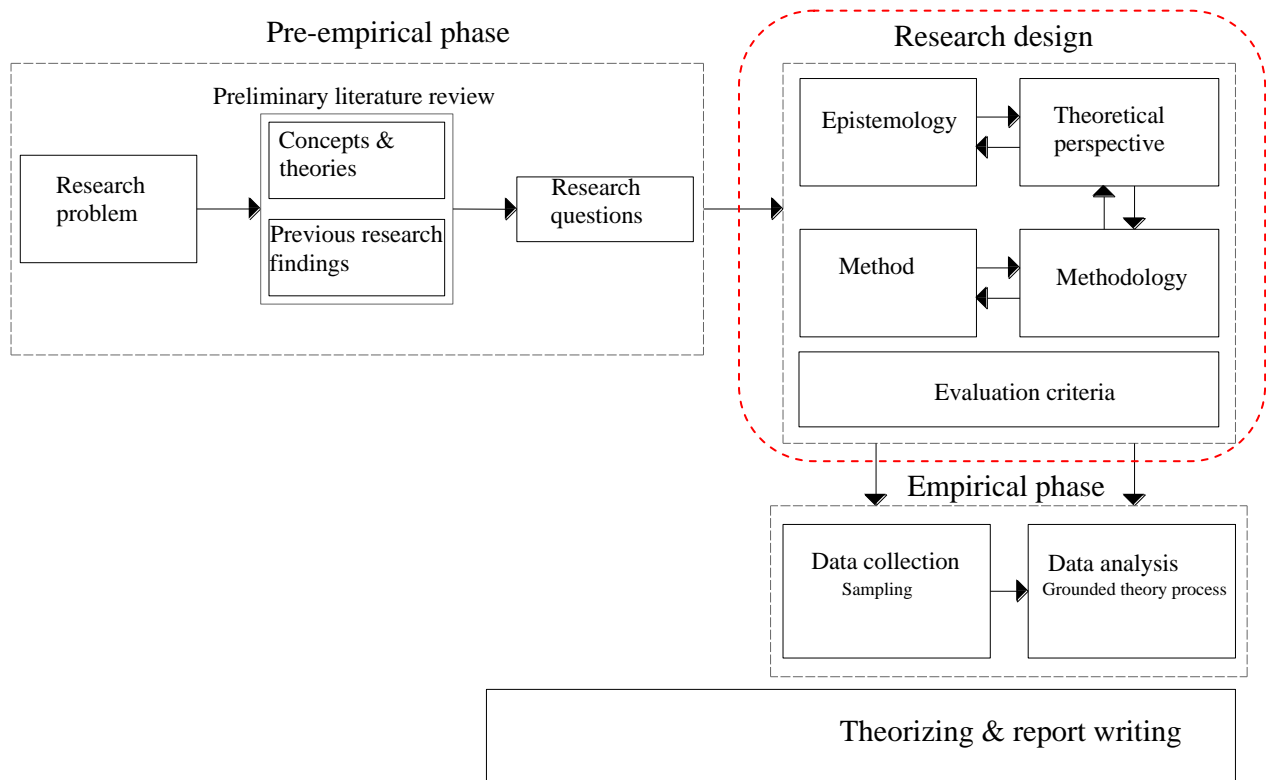 Pre-empirical phase
Preliminary literature review
Research
problem
Concepts &
theories
Previous research
findings
Research
questions
Research design
Epistemology
Theoretical
perspective
Method
Methodology
Evaluation criteria
Empirical phase
Data collection
Sampling
Data analysis
Grounded theory process
Theorizing & report writing